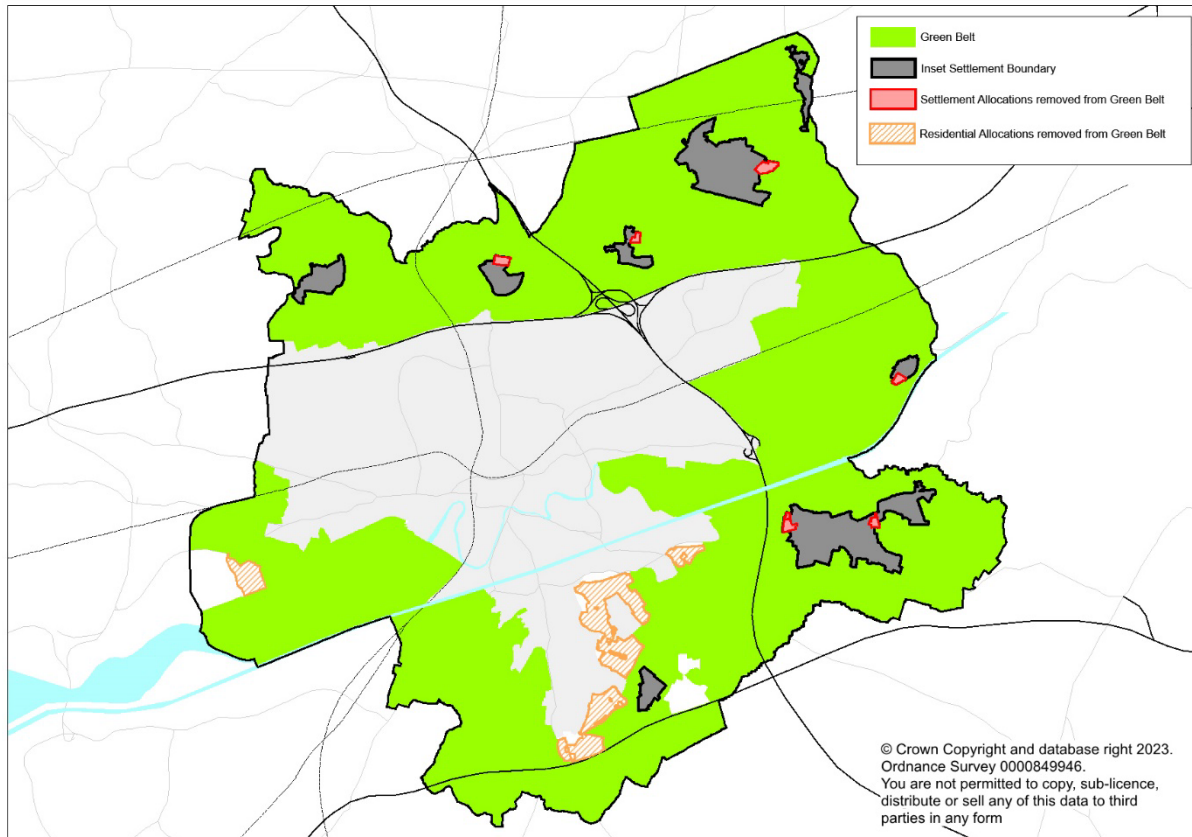 Green Belt
Inset Settlement Boundary
Settlement Allocations removed from Green Belt
Residential Allocations removed from Green Belt
© Crown Copyright and database right 2023.
Ordnance Survey 0000849946.
You are not permitted to copy, sub-licence,
distribute or sell any of this data to third
parties in any form